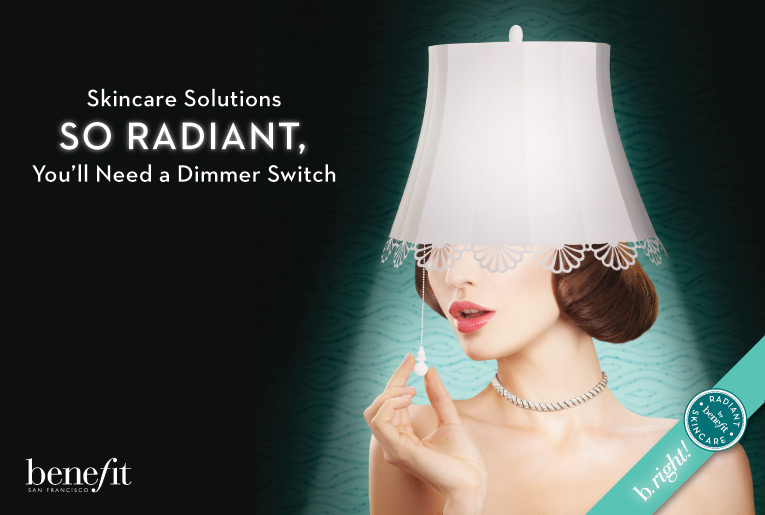 Skincare Solutions
SO RADIANT,
You'll Need a Dimmer Switch
benefit
SAN FRANCISCO
b.right!
RADIANT
by
benefit
SKINCARE